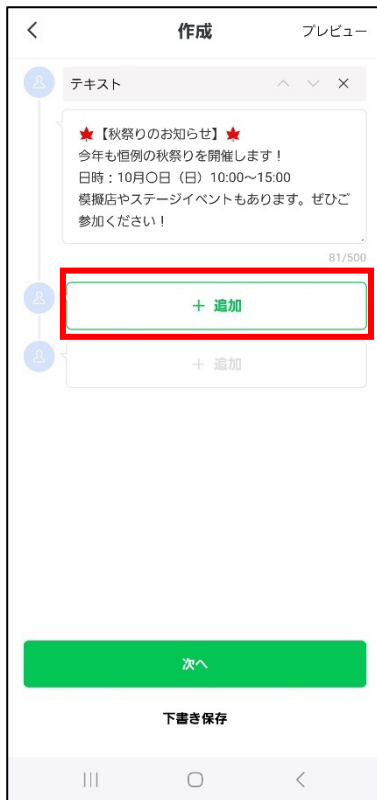 作成
プレビュー
テキスト
🍁【秋祭りのお知らせ】🍁
今年も恒例の秋祭りを開催します！
日時：10月〇日（日）10:00～15:00
模擬店やステージイベントもあります。ぜひご
参加ください！
81/500
＋ 追加
＋ 追加
次へ
下書き保存